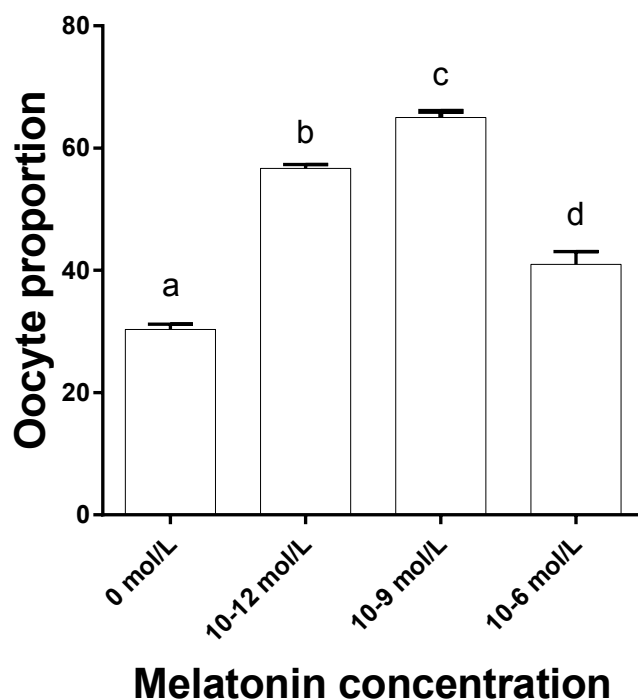 Oocyte proportion
80
60
40
20
0
a
b
c
d
0 mol/L
10-12 mol/L
10-9 mol/L
10-6 mol/L
Melatonin concentration